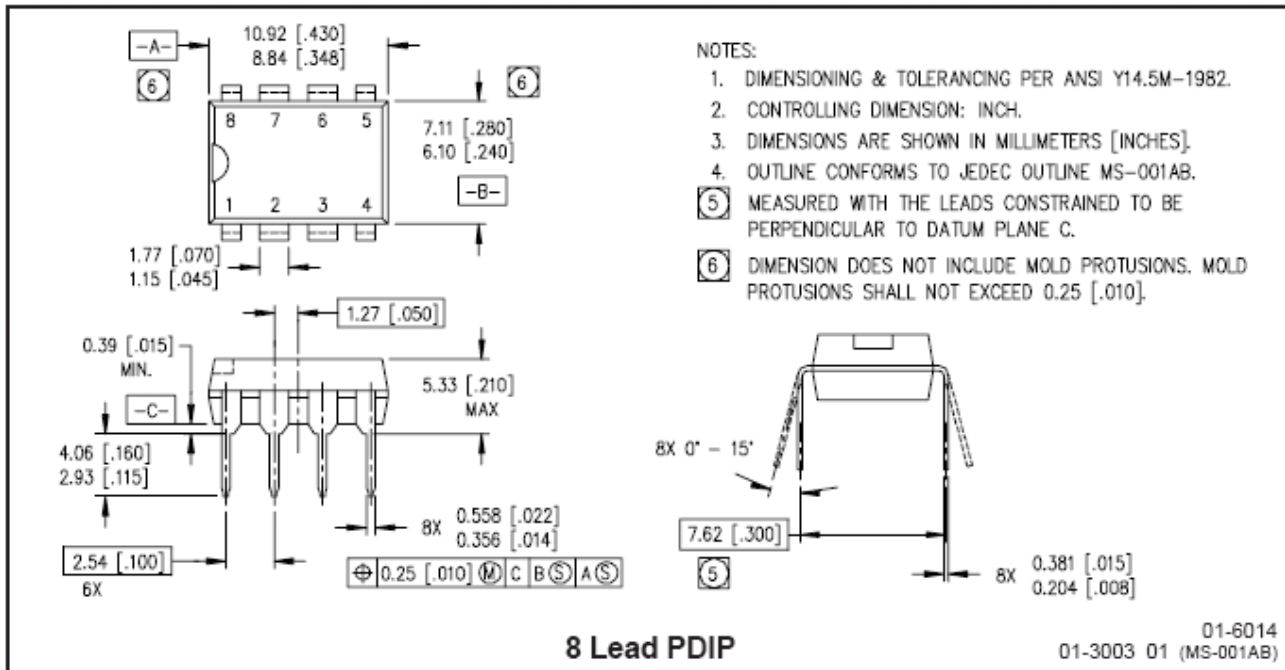 -A-
10.92 [.430]
8.84 [.348]
6
6
8 7 6 5
7.11 [.280]
6.10 [.240]
-B-
1 2 3 4
1.77 [.070]
1.15 [.045]
1.27 [.050]
0.39 [.015]
MIN.
5.33 [.210]
MAX
-C-
4.06 [.160]
2.93 [.115]
8X 0.558 [.022]
0.356 [.014]
2.54 [.100]
6X
⌖ 0.25 [.010] Ⓜ C B Ⓢ A Ⓢ
NOTES:
1. DIMENSIONING & TOLERANCING PER ANSI Y14.5M-1982.
2. CONTROLLING DIMENSION: INCH.
3. DIMENSIONS ARE SHOWN IN MILLIMETERS [INCHES].
4. OUTLINE CONFORMS TO JEDEC OUTLINE MS-001AB.
5 MEASURED WITH THE LEADS CONSTRAINED TO BE
PERPENDICULAR TO DATUM PLANE C.
6 DIMENSION DOES NOT INCLUDE MOLD PROTUSIONS. MOLD
PROTUSIONS SHALL NOT EXCEED 0.25 [.010].
8X 0° - 15°
7.62 [.300]
5
8X 0.381 [.015]
0.204 [.008]
8 Lead PDIP
01-6014
01-3003 01 (MS-001AB)